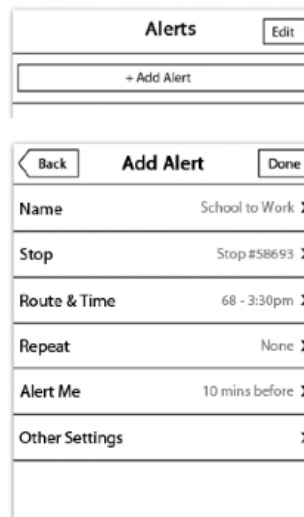 Alerts Edit
+ Add Alert
Back Add Alert Done
Name School to Work
Stop Stop #58693
Route & Time 68 - 3:30pm
Repeat None
Alert Me 10 mins before
Other Settings